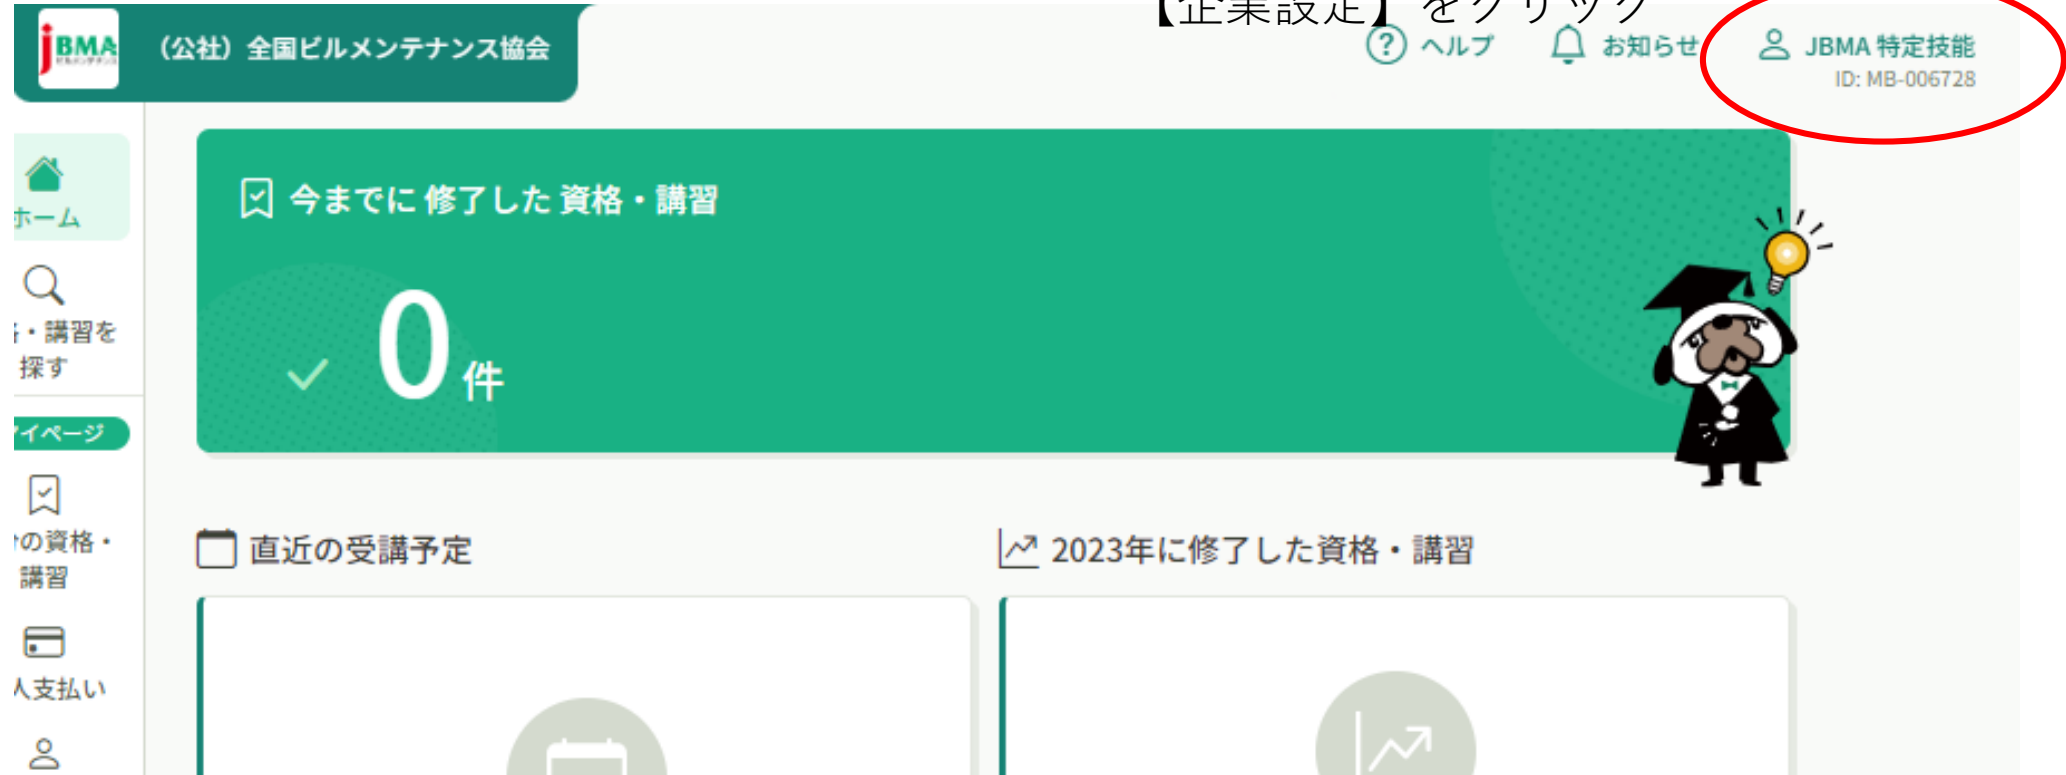 【企業設定】をクリック
BMA
(公社) 全国ビルメンテナンス協会
ヘルプ
お知らせ
JBMA 特定技能
ID: MB-006728
ホーム
・講習を
探す
イページ
の資格・
講習
支払い
今までに 修了した 資格・講習
0件
直近の受講予定
2023年に修了した資格・講習